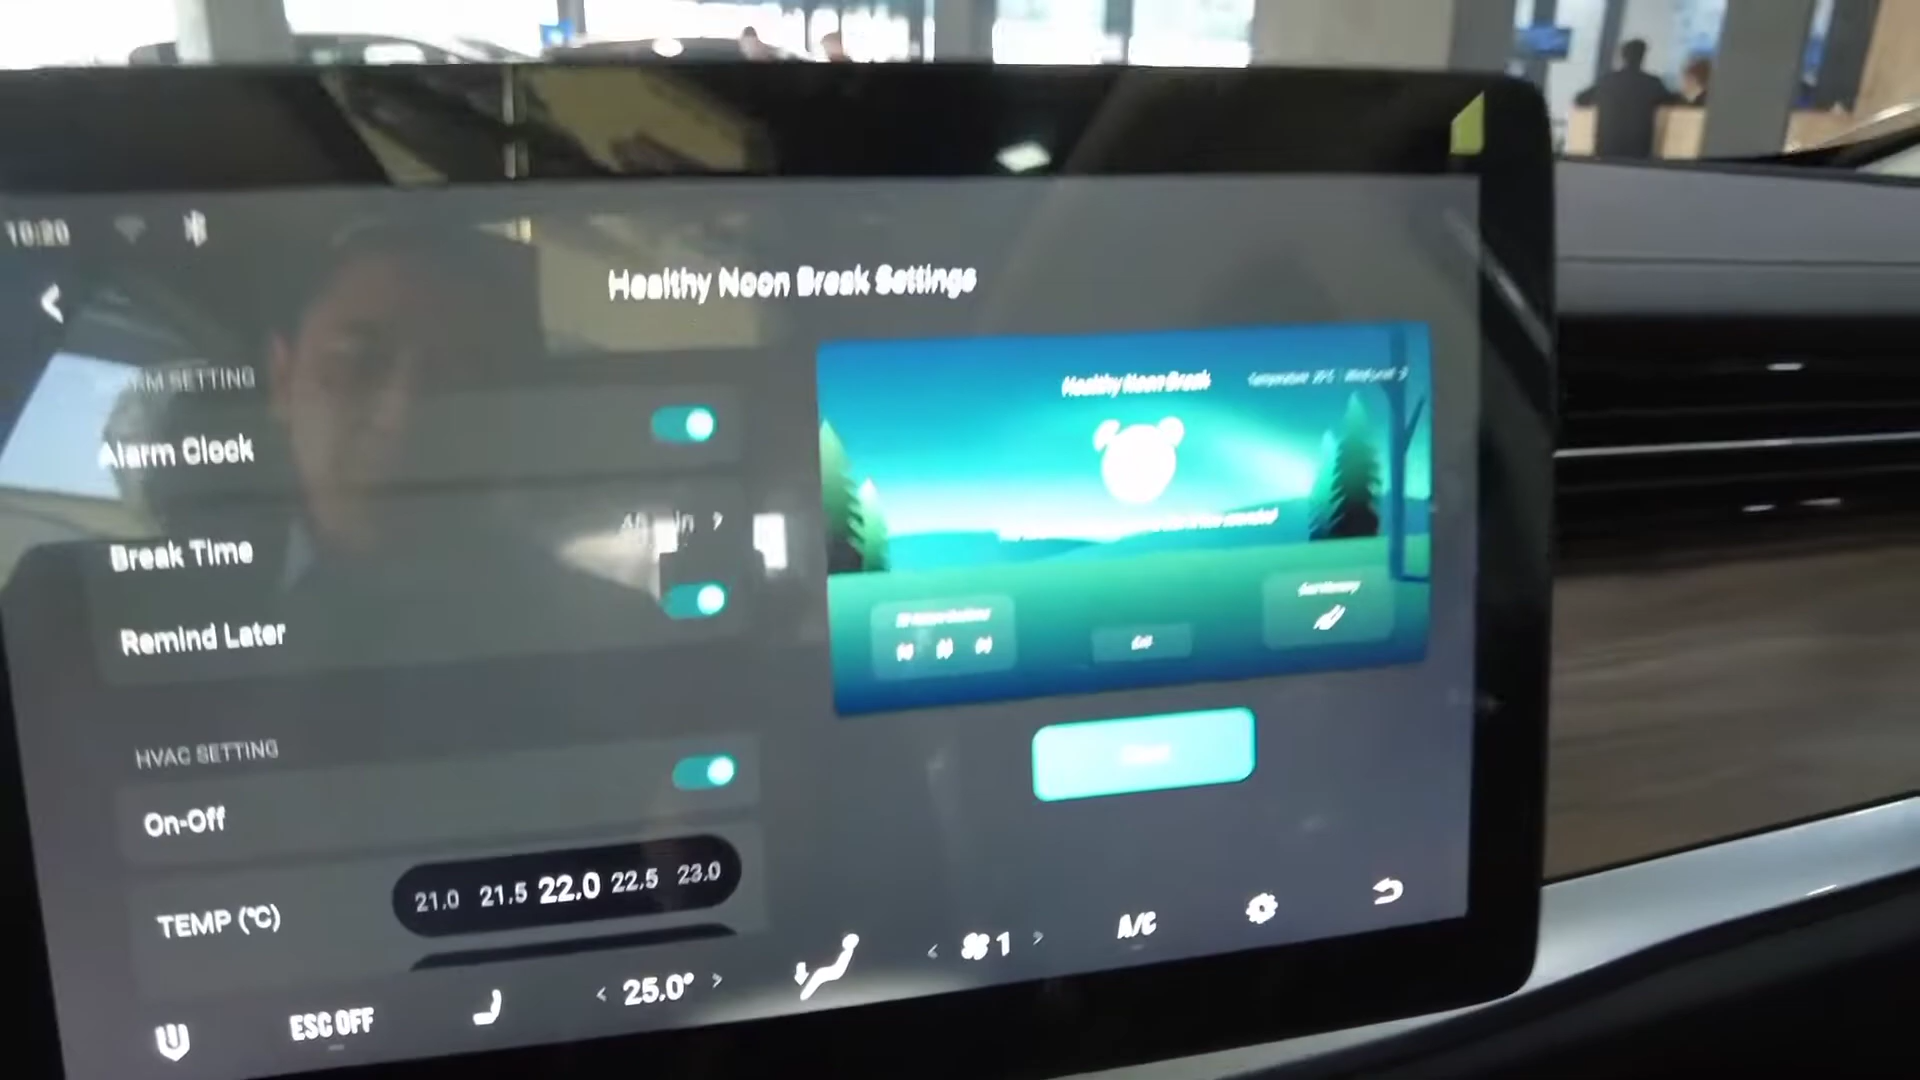 10:20
Healthy Noon Break Settings
SETTING
Alarm Clock
Break Time
Remind Later
HVAC SETTING
On-Off
TEMP (°C)
21.0 21.5 22.0 22.5 23.0
Healthy Noon Break
Exit
ESC OFF
< 25.0° >
< 1 >
A/C